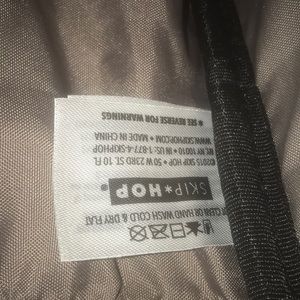 CLEAN OR HAND WASH COLD & DRY FLAT
SKIP*HOP
©2015 SKIP HOP • 50 W 23RD ST, 10 FL
NY, NY 10010 • IN US: 1-877-4-SKIPHOP
WWW.SKIPHOP.COM • MADE IN CHINA
* SEE REVERSE FOR WARNINGS